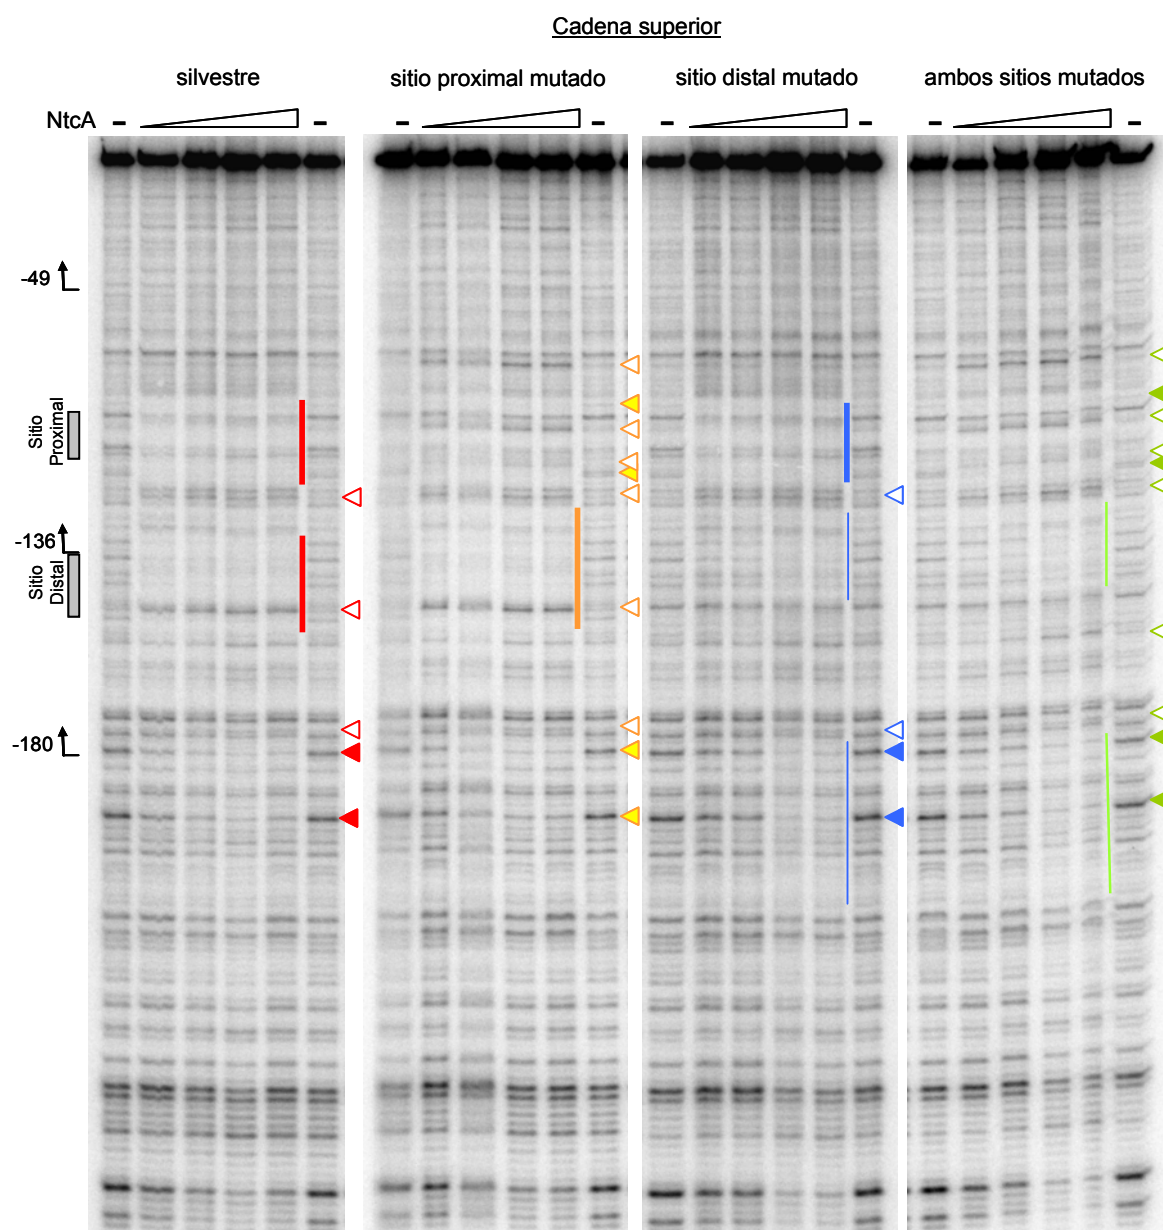 Cadena superior
silvestre
sitio proximal mutado
sitio distal mutado
ambos sitios mutados
NtcA
-
-
-
-
-
-
-
-
-49
Sitio
Proximal
-136
Sitio
Distal
-180